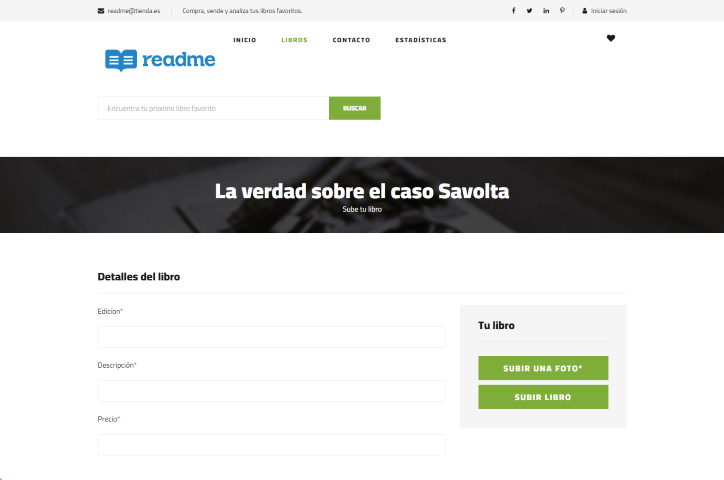 readme@tienda.es
Compra, vende y analiza tus libros favoritos.
Iniciar sesión
readme
INICIO
LIBROS
CONTACTO
ESTADÍSTICAS
Encuentra tu proximo libro favorito
BUSCAR
La verdad sobre el caso Savolta
Sube tu libro
Detalles del libro
Edicíon*
Descripción*
Precio*
Tu libro
SUBIR UNA FOTO*
SUBIR LIBRO